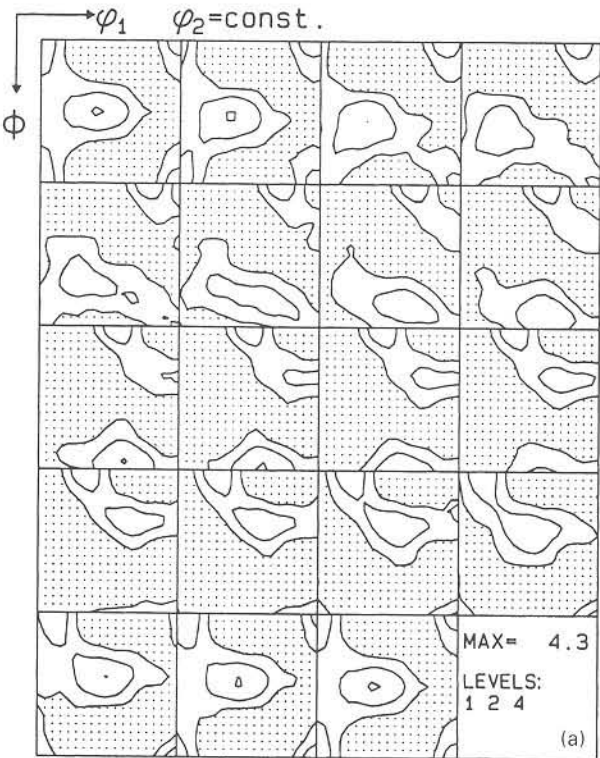 φ1 φ2=const.
Φ
MAX= 4.3
LEVELS:
1 2 4
(a)